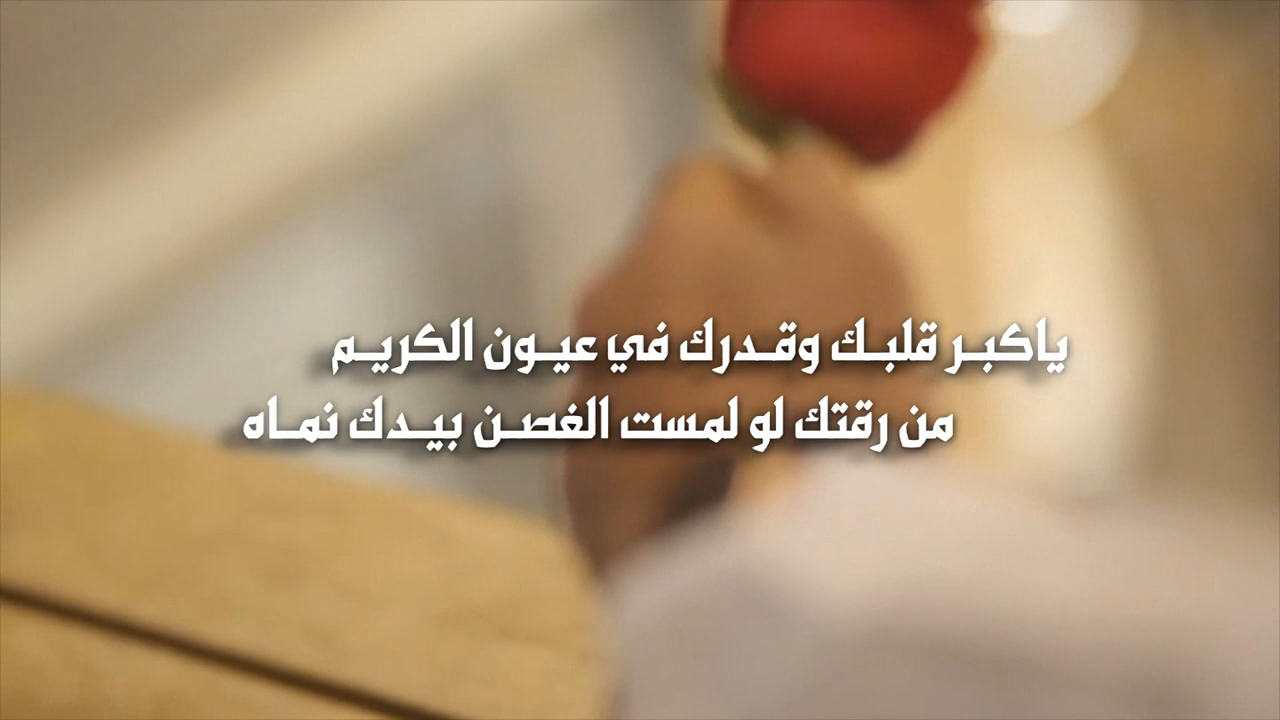 ياكبر قلبك وقدرك في عيون الكريم
من رقتك لو لمست الغصن بيدك نماه